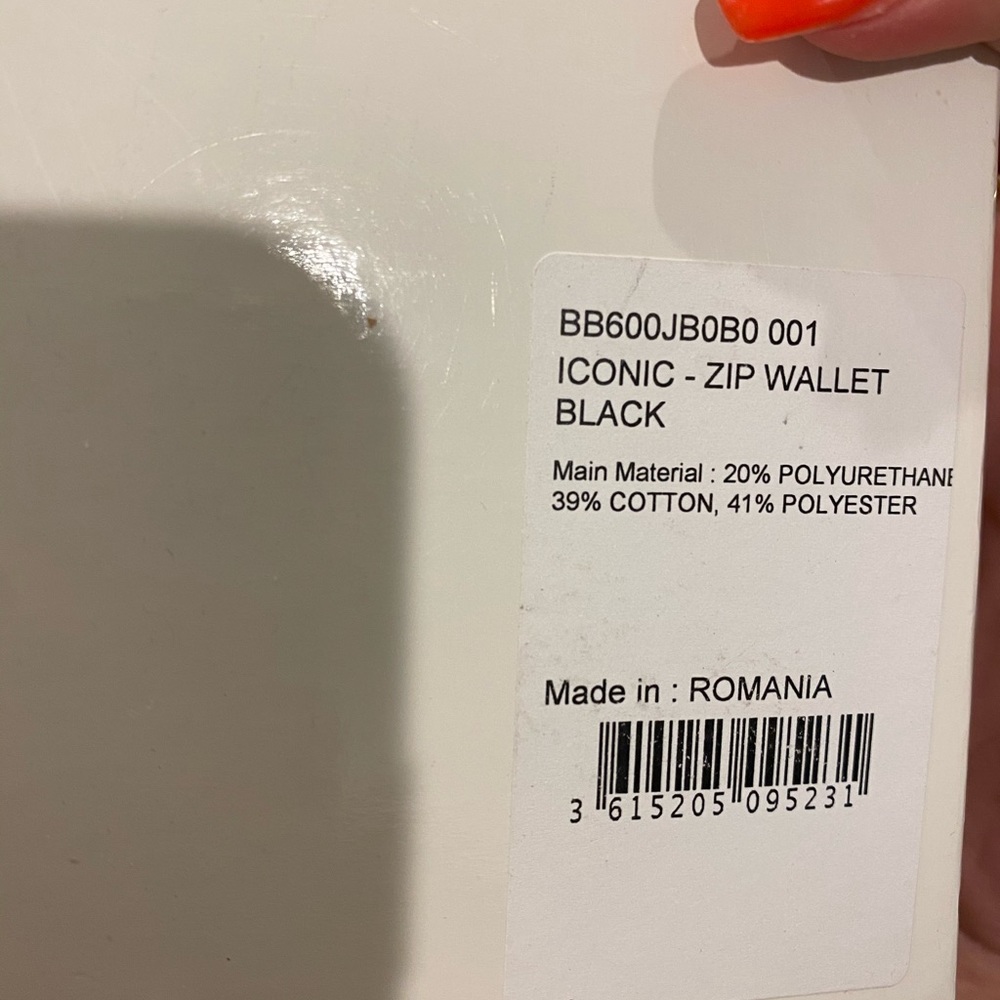 BB600JB0B0 001
ICONIC - ZIP WALLET
BLACK
Main Material : 20% POLYURETHANE
39% COTTON, 41% POLYESTER
Made in : ROMANIA
3 615205 095231